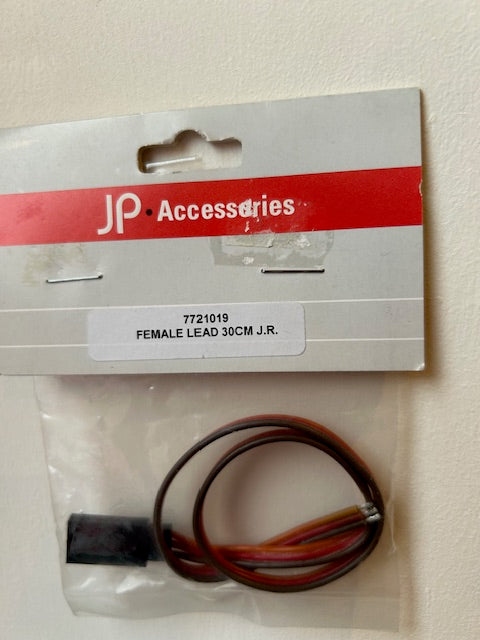 JP·Accessories
7721019
FEMALE LEAD 30CM J.R.